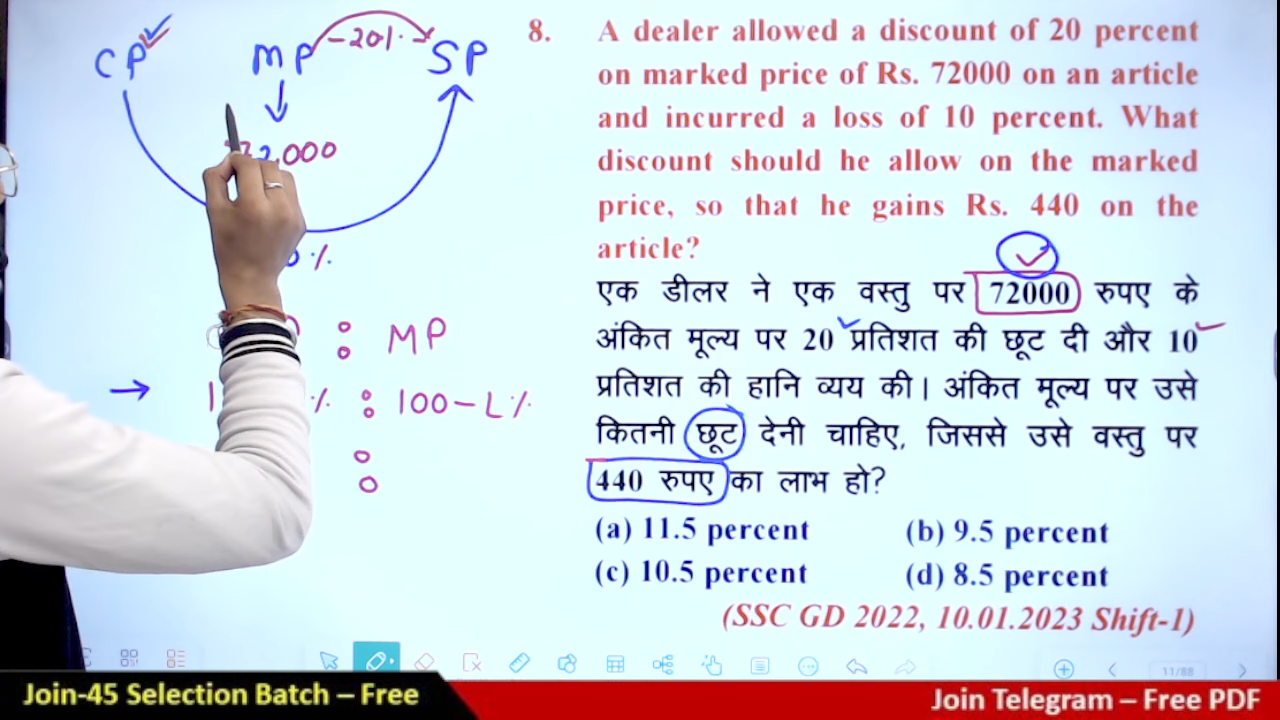 CP MP -20% SP
72,000
%
: MP
→ 1 % : 100-L%
:
8. A dealer allowed a discount of 20 percent
on marked price of Rs. 72000 on an article
and incurred a loss of 10 percent. What
discount should he allow on the marked
price, so that he gains Rs. 440 on the
article?
एक डीलर ने एक वस्तु पर 72000 रुपए के
अंकित मूल्य पर 20 प्रतिशत की छूट दी और 10
प्रतिशत की हानि व्यय की। अंकित मूल्य पर उसे
कितनी छूट देनी चाहिए, जिससे उसे वस्तु पर
440 रुपए का लाभ हो?
(a) 11.5 percent (b) 9.5 percent
(c) 10.5 percent (d) 8.5 percent
(SSC GD 2022, 10.01.2023 Shift-1)
11/88
Join-45 Selection Batch – Free
Join Telegram – Free PDF